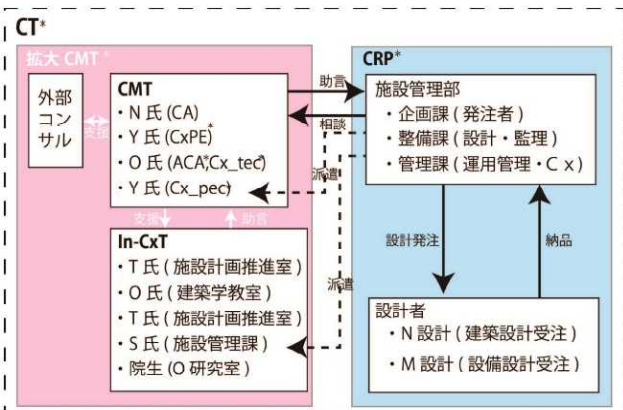 CT*
拡大 CMT *
外部
コン
サル
支援
CMT
・N 氏 (CA)
・Y 氏 (CxPE)*
・O 氏 (ACA*,Cx_tec*)
・Y 氏 (Cx_pec)*
支援
助言
In-CxT
・T 氏 ( 施設計画推進室 )
・O 氏 ( 建築学教室 )
・T 氏 ( 施設計画推進室 )
・S 氏 ( 施設管理課 )
・院生 (O 研究室 )
助言
相談
派遣
派遣
CRP*
施設管理部
・企画課 ( 発注者 )
・整備課 ( 設計・監理 )
・管理課 ( 運用管理・Cｘ)
設計発注
納品
設計者
・N 設計 ( 建築設計受注 )
・M 設計 ( 設備設計受注 )